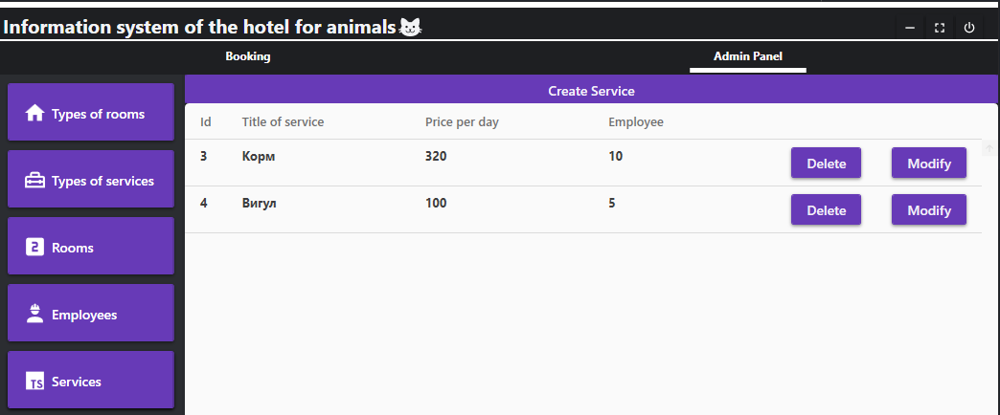 Information system of the hotel for animals
Booking Admin Panel
Types of rooms
Types of services
2 Rooms
Employees
TS Services
Create Service
Id Title of service Price per day Employee
3 Корм 320 10 Delete Modify
4 Вигул 100 5 Delete Modify